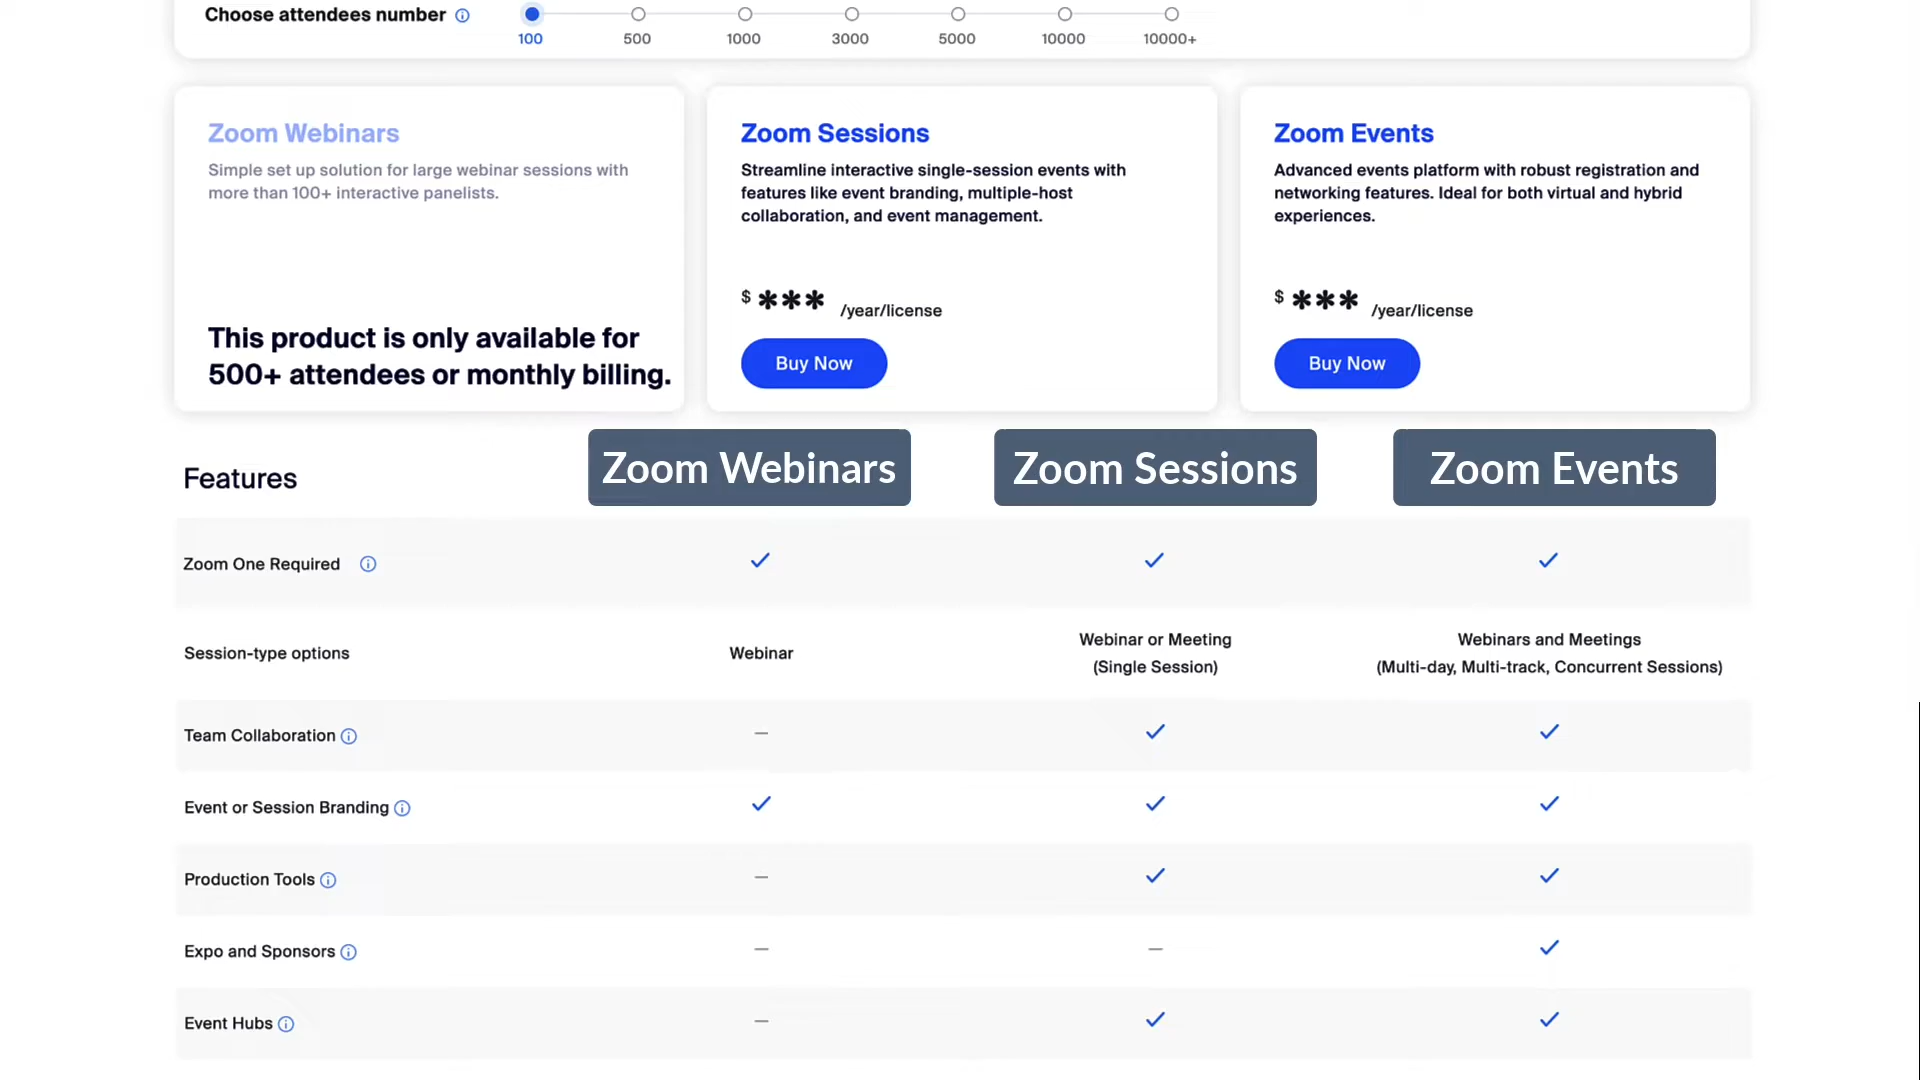 Choose attendees number
100 500 1000 3000 5000 10000 10000+
Zoom Webinars
Simple set up solution for large webinar sessions with
more than 100+ interactive panelists.
This product is only available for
500+ attendees or monthly billing.
Zoom Sessions
Streamline interactive single-session events with
features like event branding, multiple-host
collaboration, and event management.
$ *** /year/license
Buy Now
Zoom Events
Advanced events platform with robust registration and
networking features. Ideal for both virtual and hybrid
experiences.
$ *** /year/license
Buy Now
Features
Zoom Webinars
Zoom Sessions
Zoom Events
Zoom One Required
Session-type options
Webinar
Webinar or Meeting
(Single Session)
Webinars and Meetings
(Multi-day, Multi-track, Concurrent Sessions)
Team Collaboration
Event or Session Branding
Production Tools
Expo and Sponsors
Event Hubs